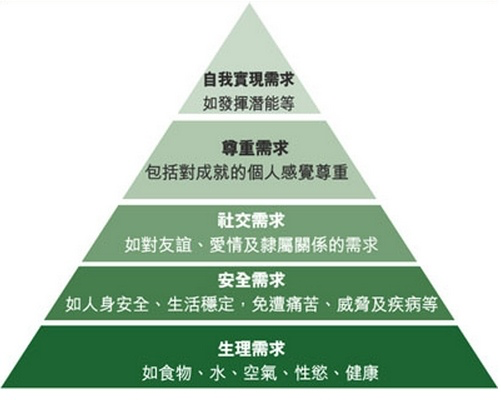 自我實現需求
如發揮潛能等
尊重需求
包括對成就的個人感覺尊重
社交需求
如對友誼、愛情及隸屬關係的需求
安全需求
如人身安全、生活穩定，免遭痛苦、威脅及疾病等
生理需求
如食物、水、空氣、性慾、健康